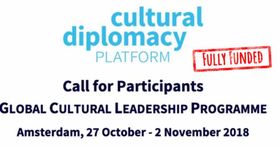 cultural
diplomacy
PLATFORM
FULLY FUNDED
Call for Participants
GLOBAL CULTURAL LEADERSHIP PROGRAMME
Amsterdam, 27 October - 2 November 2018